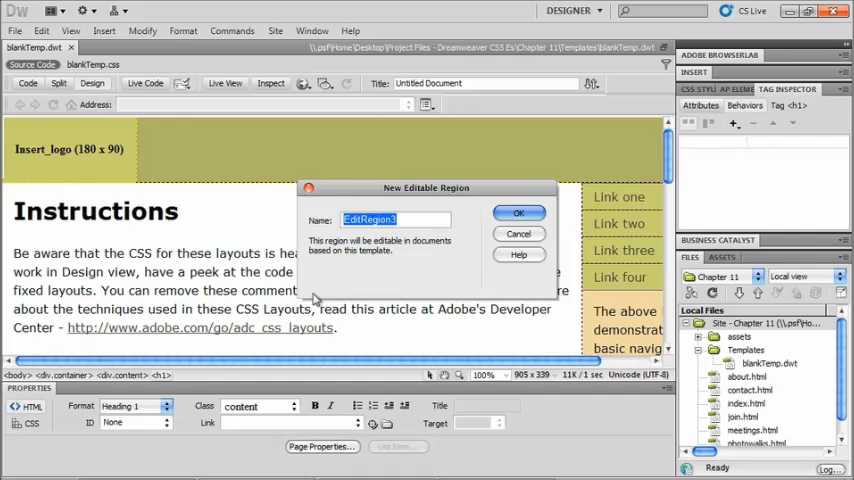 Dw
DESIGNER
CS Live
File Edit View Insert Modify Format Commands Site Window Help
blankTemp.dwt
\\.psf\Home\Desktop\Project Files - Dreamweaver CS5 Es\Chapter 11\Templates\blankTemp.dwt
Source Code blankTemp.css
Code Split Design Live Code Live View Inspect Title: Untitled Document
Address:
Insert_logo (180 x 90)
Instructions
Be aware that the CSS for these layouts is hea
work in Design view, have a peek at the code
fixed layouts. You can remove these comment
about the techniques used in these CSS Layouts, read this article at Adobe's Developer
Center - http://www.adobe.com/go/adc_css_layouts.
Link one
Link two
Link three
Link four
The above l
demonstrat
basic navig
New Editable Region
Name: EditRegion3
This region will be editable in documents
based on this template.
OK
Cancel
Help
<body> <div.container> <div.content> <h1>
100% 905 x 339 11K / 1 sec Unicode (UTF-8)
PROPERTIES
HTML Format Heading 1 Class content B I Title
CSS ID None Link Target
Page Properties... List Item...
ADOBE BROWSERLAB
INSERT
CSS STYL AP ELEME TAG INSPECTOR
Attributes Behaviors Tag <h1>
BUSINESS CATALYST
FILES ASSETS
Chapter 11 Local view
Local Files
Site - Chapter 11 (\\.psf\Ho...
assets
Templates
blankTemp.dwt
about.html
contact.html
index.html
join.html
meetings.html
photowalks.html
Ready Log...